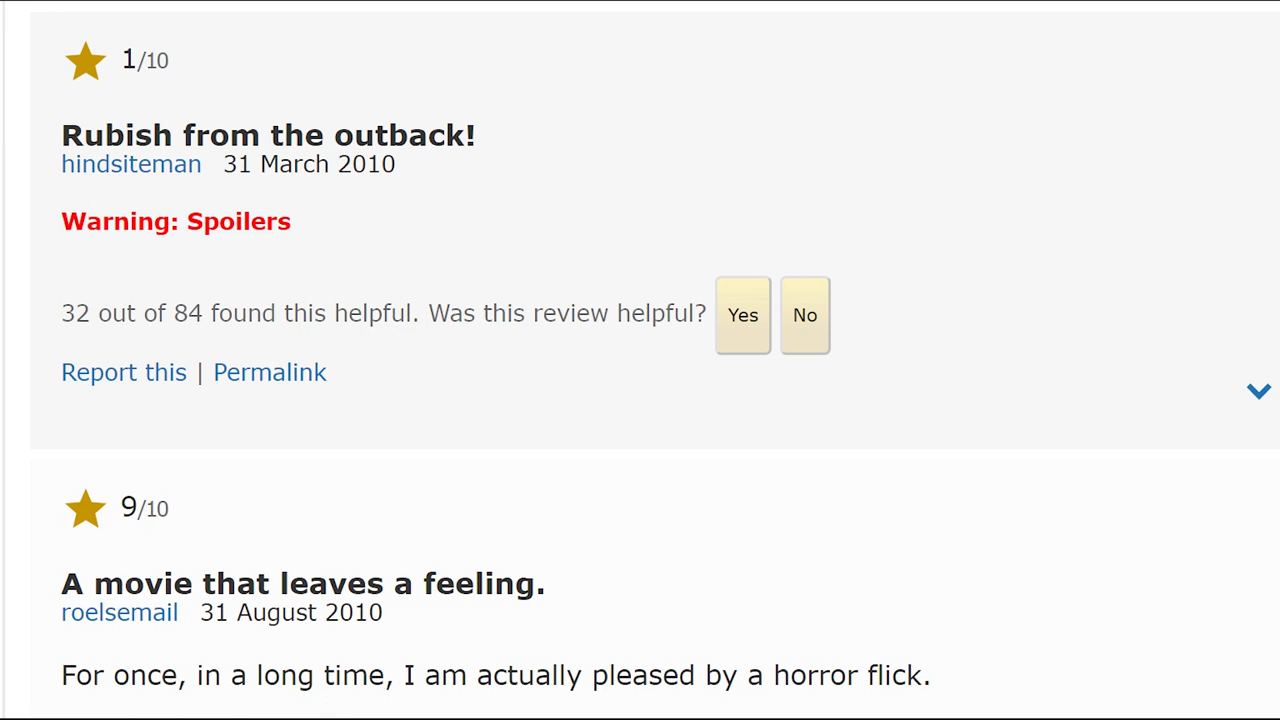 1/10
Rubish from the outback!
hindsiteman 31 March 2010
Warning: Spoilers
32 out of 84 found this helpful. Was this review helpful? Yes No
Report this | Permalink
9/10
A movie that leaves a feeling.
roelsemail 31 August 2010
For once, in a long time, I am actually pleased by a horror flick.